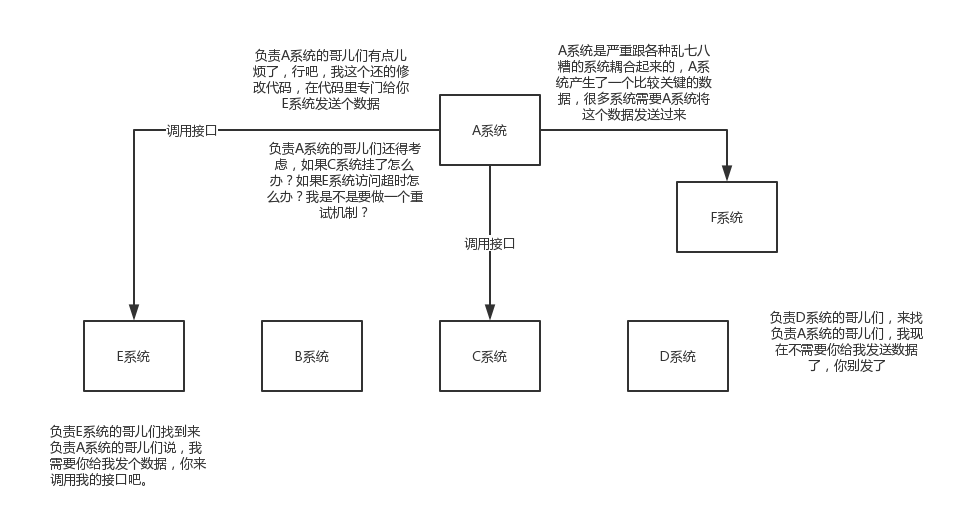 负责A系统的哥儿们有点儿
烦了，行吧，我这个还的修
改代码，在代码里专门给你
E系统发送个数据
A系统是严重跟各种乱七八
糟的系统耦合起来的，A系
统产生了一个比较关键的数
据，很多系统需要A系统将
这个数据发送过来
调用接口
A系统
负责A系统的哥儿们还得考
虑，如果C系统挂了怎么
办？如果E系统访问超时怎
么办？我是不是要做一个重
试机制？
F系统
调用接口
E系统
B系统
C系统
D系统
负责D系统的哥儿们，来找
负责A系统的哥儿们，我现
在不需要你给我发送数据
了，你别发了
负责E系统的哥儿们找到来
负责A系统的哥儿们说，我
需要你给我发个数据，你来
调用我的接口吧。